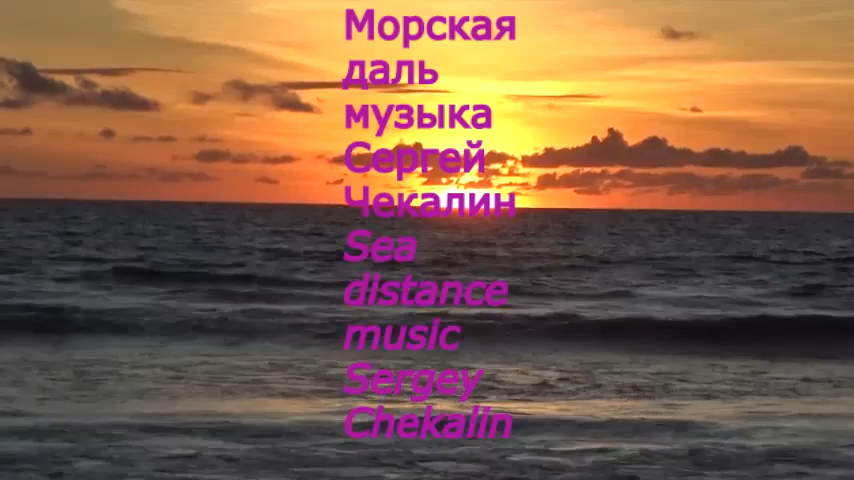 Морская
даль
музыка
Сергей
Чекалин
Sea
distance
music
Sergey
Chekalin